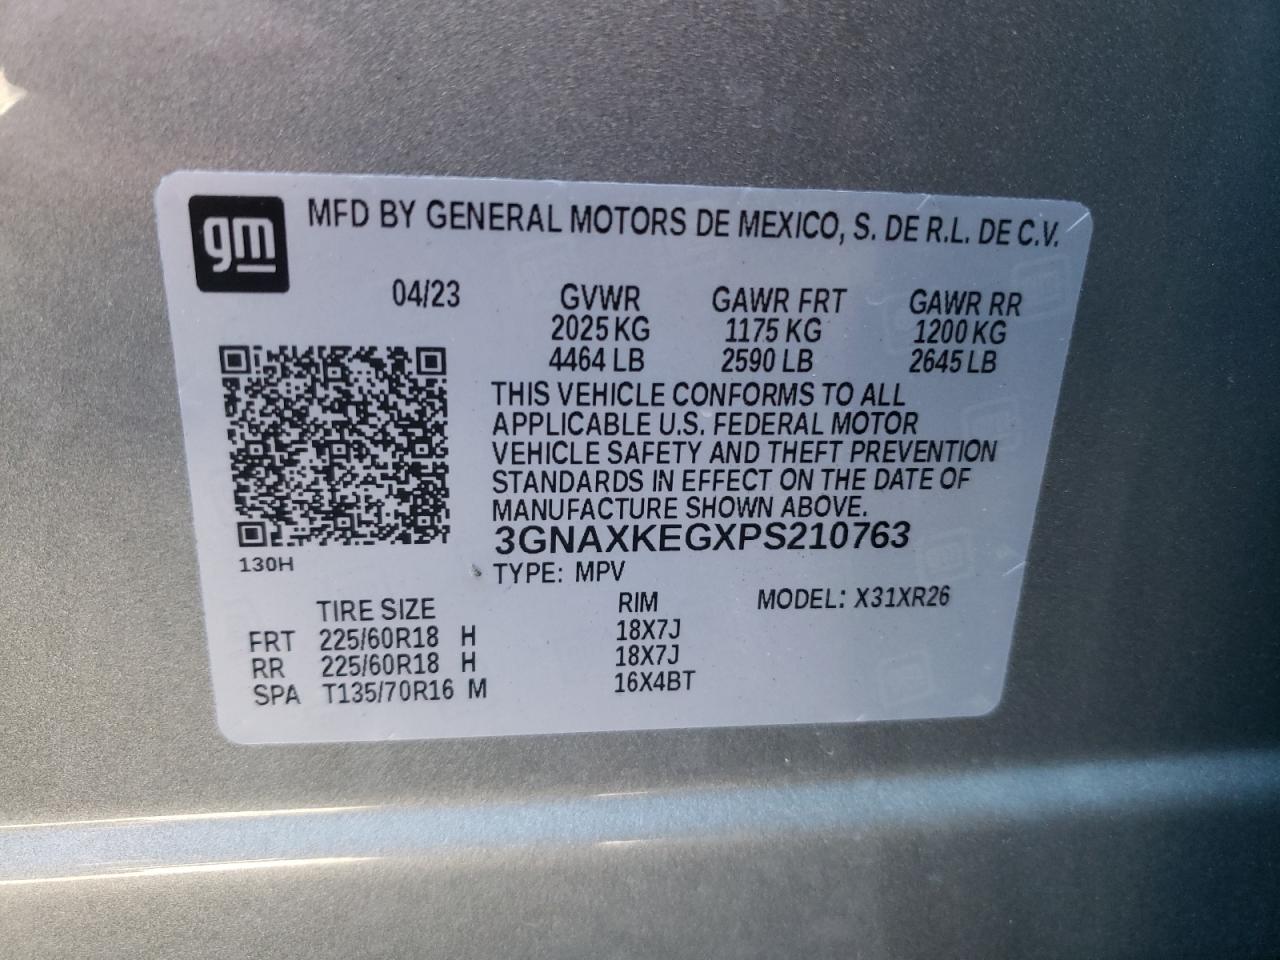 gm
MFD BY GENERAL MOTORS DE MEXICO, S. DE R.L. DE C.V.
04/23 GVWR GAWR FRT GAWR RR
2025 KG 1175 KG 1200 KG
4464 LB 2590 LB 2645 LB
THIS VEHICLE CONFORMS TO ALL
APPLICABLE U.S. FEDERAL MOTOR
VEHICLE SAFETY AND THEFT PREVENTION
STANDARDS IN EFFECT ON THE DATE OF
MANUFACTURE SHOWN ABOVE.
3GNAXKEGXPS210763
130H
TYPE: MPV
TIRE SIZE RIM MODEL: X31XR26
FRT 225/60R18 H 18X7J
RR 225/60R18 H 18X7J
SPA T135/70R16 M 16X4BT